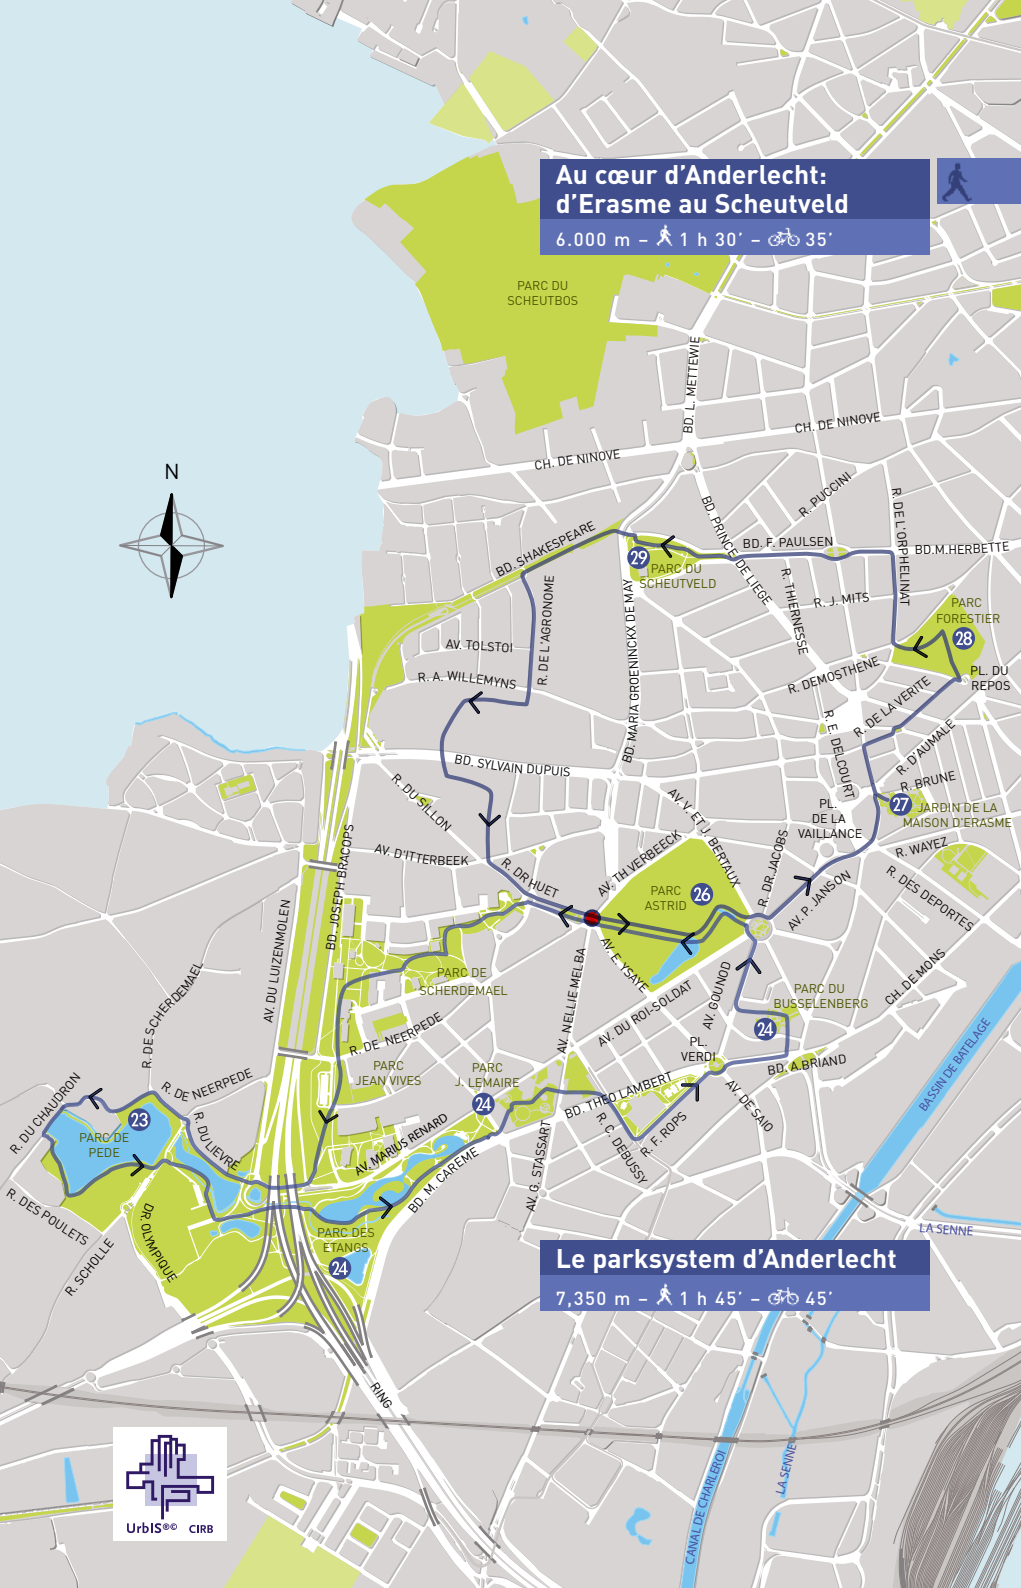 Au cœur d'Anderlecht:
d'Erasme au Scheutveld
6.000 m – 1 h 30' – 35'
PARC DU
SCHEUTBOS
BD. L. METTEWIE
CH. DE NINOVE
CH. DE NINOVE
N
R. PUCCINI
R. DE L'ORPHELINAT
BD. PRINCE DE LIEGE
BD. SHAKESPEARE
BD. F. PAULSEN
BD.M.HERBETTE
29
PARC DU
SCHEUTVELD
R. THIERNESSE
R. J. MITS
R. DE L'AGRONOME
BD. MARIA GROENINCKX DE MAY
PARC
FORESTIER
28
AV. TOLSTOI
R. A. WILLEMYNS
R. DEMOSTHENE
PL. DU
REPOS
R. DE LA VERITE
R. E. DELCOURT
R. D'AUMALE
BD. SYLVAIN DUPUIS
R. DU SILLON
R. BRUNE
AV. V. ET J. BERTAUX
PL.
DE LA
VAILLANCE
27
JARDIN DE LA
MAISON D'ERASME
BD. JOSEPH BRACOPS
AV. D'ITTERBEEK
R. DR HUET
AV. TH.VERBEECK
R. DR.JACOBS
R. WAYEZ
R. DES DEPORTES
AV. P. JANSON
PARC
ASTRID
26
AV. DU LUIZENMOLEN
AV. E. YSAYE
AV. NELLIE MELBA
CH. DE MONS
R. DE SCHERDEMAEL
PARC DE
SCHERDEMAEL
AV. DU ROI-SOLDAT
AV. GOUNOD
PARC DU
BUSSELENBERG
24
R. DE NEERPEDE
PL.
VERDI
BASSIN DE BATELAGE
BD. A.BRIAND
PARC
JEAN VIVES
PARC
J. LEMAIRE
24
BD. THEO LAMBERT
AV. DE SAIO
R. DU CHAUDRON
R. DE NEERPEDE
23
PARC DE
PEDE
R. DU LIEVRE
AV. MARIUS RENARD
R. C. DEBUSSY
R. F. ROPS
AV. G. STASSART
BD. M. CAREME
R. DES POULETS
DR. OLYMPIQUE
R. SCHOLLE
PARC DES
ETANGS
24
LA SENNE
Le parksystem d'Anderlecht
7,350 m – 1 h 45' – 45'
RING
LA SENNE
CANAL DE CHARLEROI
UrbIS®© CIRB